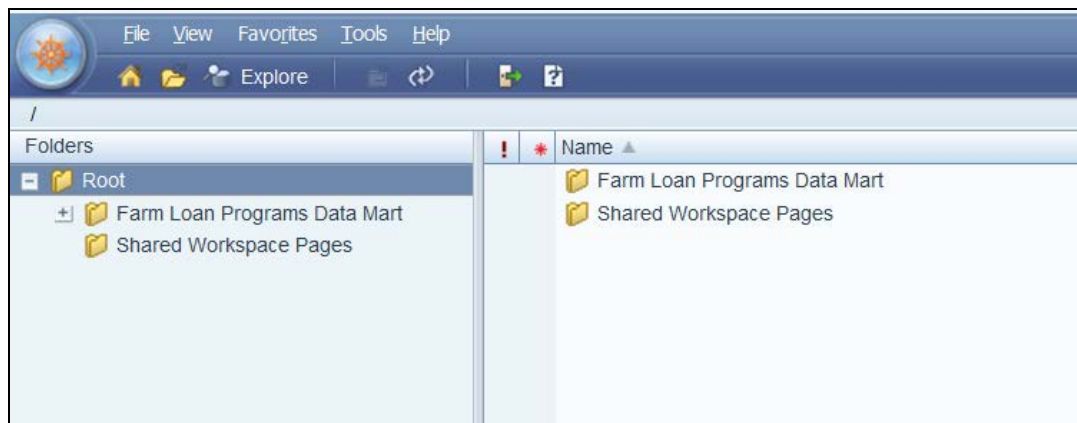 File View Favorites Tools Help
Explore
/
Folders
! * Name
Root
Farm Loan Programs Data Mart
Shared Workspace Pages
Farm Loan Programs Data Mart
Shared Workspace Pages